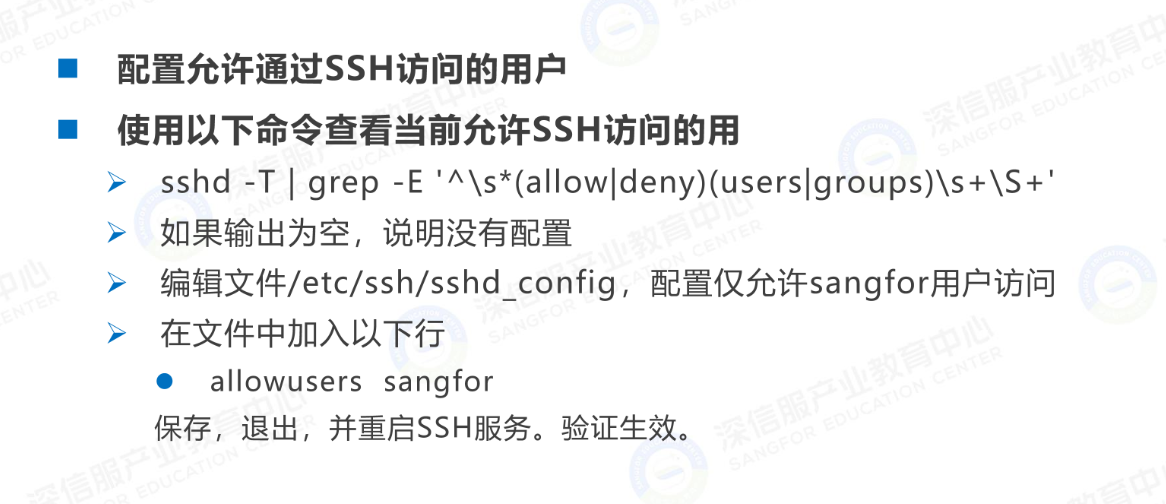 配置允许通过SSH访问的用户
使用以下命令查看当前允许SSH访问的用
sshd -T | grep -E '^\s*(allow|deny)(users|groups)\s+\S+'
如果输出为空，说明没有配置
编辑文件/etc/ssh/sshd_config，配置仅允许sangfor用户访问
在文件中加入以下行
allowusers sangfor
保存，退出，并重启SSH服务。验证生效。
深信服产业教育中心
SANGFOR EDUCATION CENTER